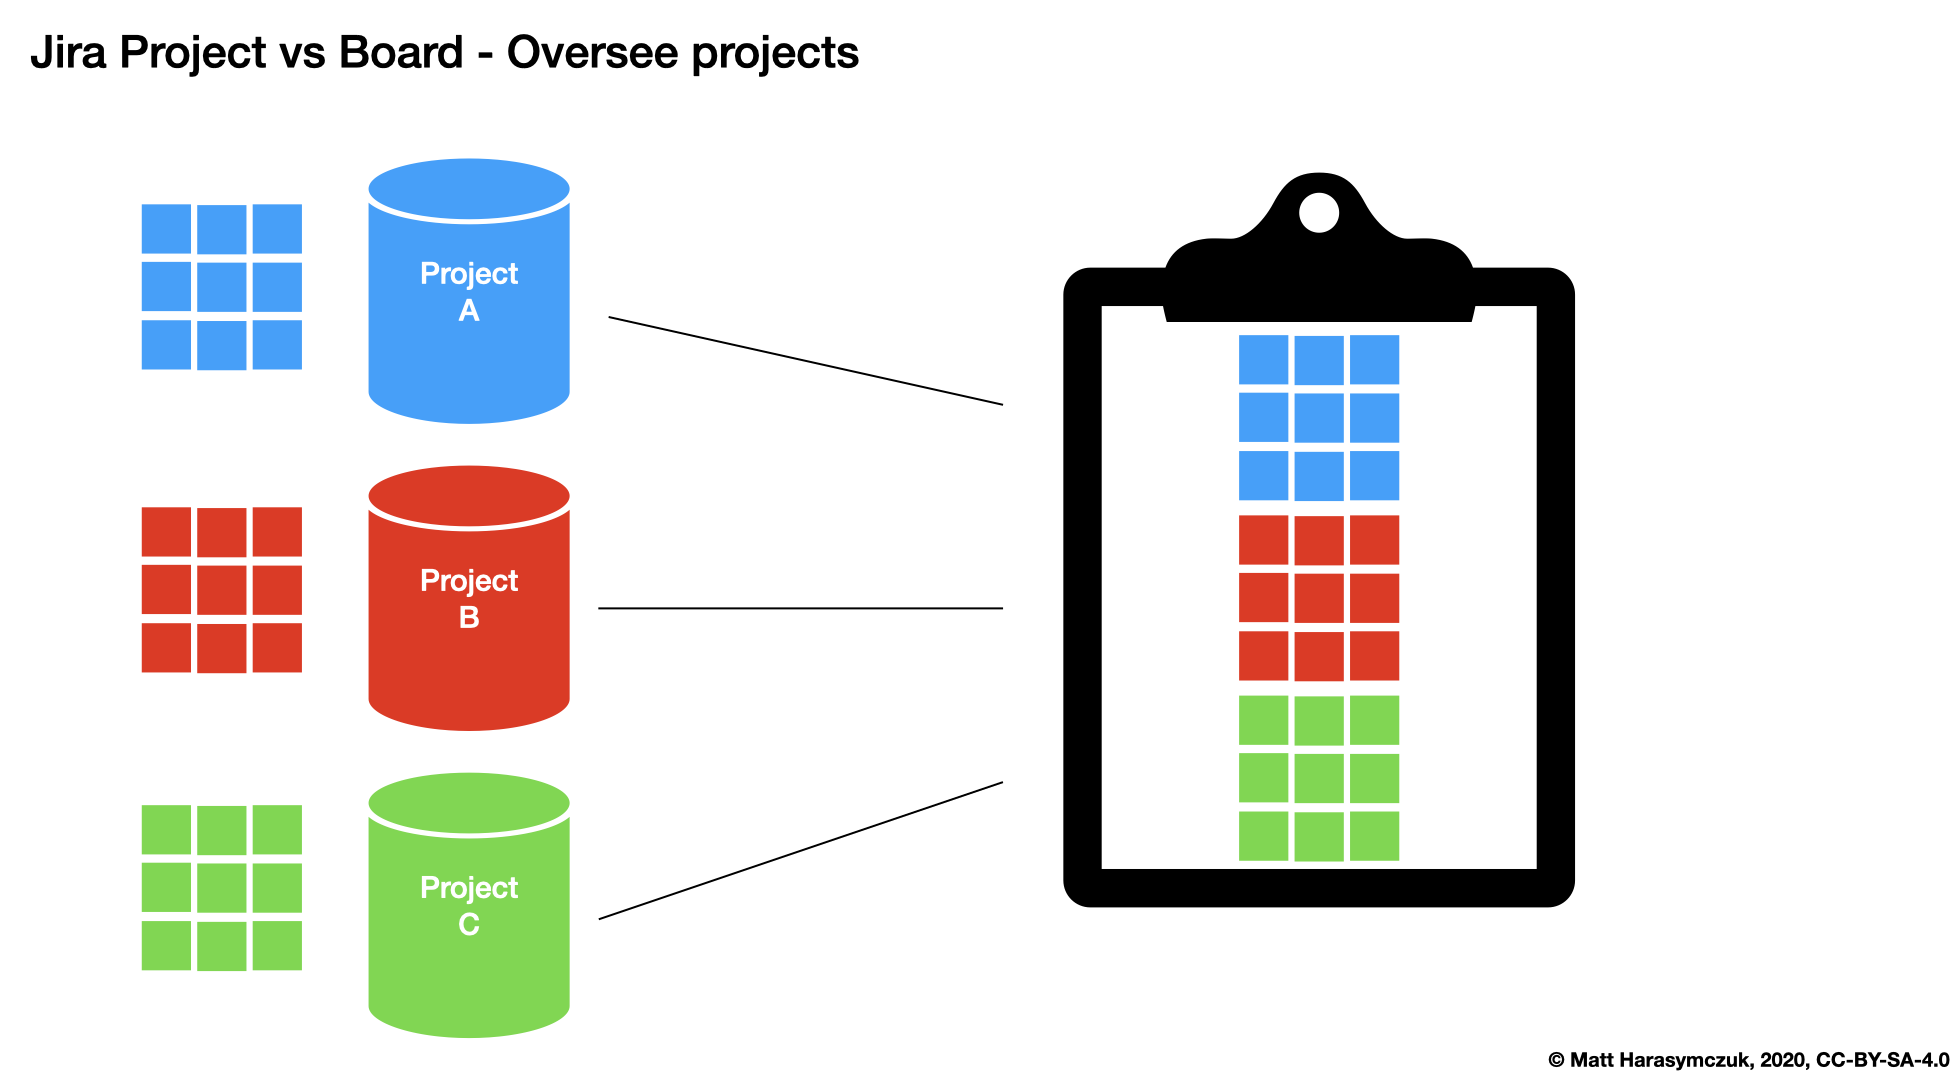 Jira Project vs Board - Oversee projects
Project
A
Project
B
Project
C
© Matt Harasymczuk, 2020, CC-BY-SA-4.0